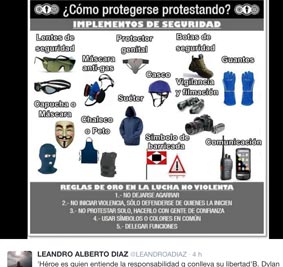 ¿Cómo protegerse protestando?
IMPLEMENTOS DE SEGURIDAD
Lentes de seguridad
Protector genital
Botas de seguridad
Máscara anti-gas
Guantes
Casco
Vigilancia y filmación
Capucha o Máscara
Suéter
Chaleco o Peto
Símbolo de barricada
Comunicación
REGLAS DE ORO EN LA LUCHA NO VIOLENTA
1.- NO DEJARSE AGARRAR
2.- NO INICIAR VIOLENCIA, SÓLO DEFENDERSE DE QUIENES LA INICIEN
3.- NO PROTESTAR SOLO, HACERLO CON GENTE DE CONFIANZA
4.- USAR SÍMBOLOS O COLORES EN COMÚN
5.- DELEGAR FUNCIONES
LEANDRO ALBERTO DIAZ @LEANDROADIAZ · 4 h
'Héroe es quien entiende la responsabilidad q conlleva su libertad'B. Dylan